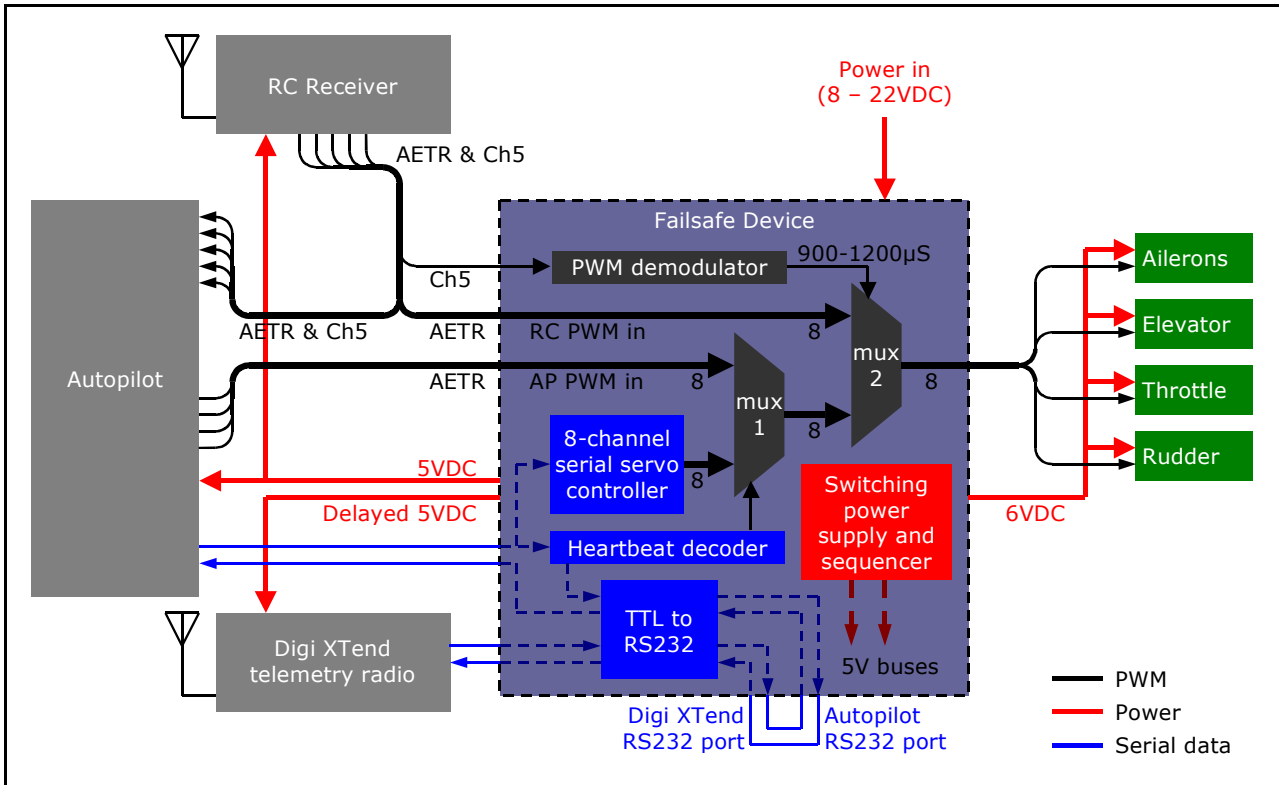 RC Receiver
Power in
(8 – 22VDC)
AETR & Ch5
Failsafe Device
900-1200µS
PWM demodulator
Ch5
Ailerons
AETR & Ch5
AETR
RC PWM in
8
mux
2
Elevator
Autopilot
AETR
AP PWM in
8
8
mux
1
Throttle
8
8-channel
serial servo
controller
8
Rudder
5VDC
Delayed 5VDC
Switching
power
supply and
sequencer
6VDC
Heartbeat decoder
TTL to
RS232
Digi XTend
telemetry radio
5V buses
Digi XTend
RS232 port
Autopilot
RS232 port
PWM
Power
Serial data